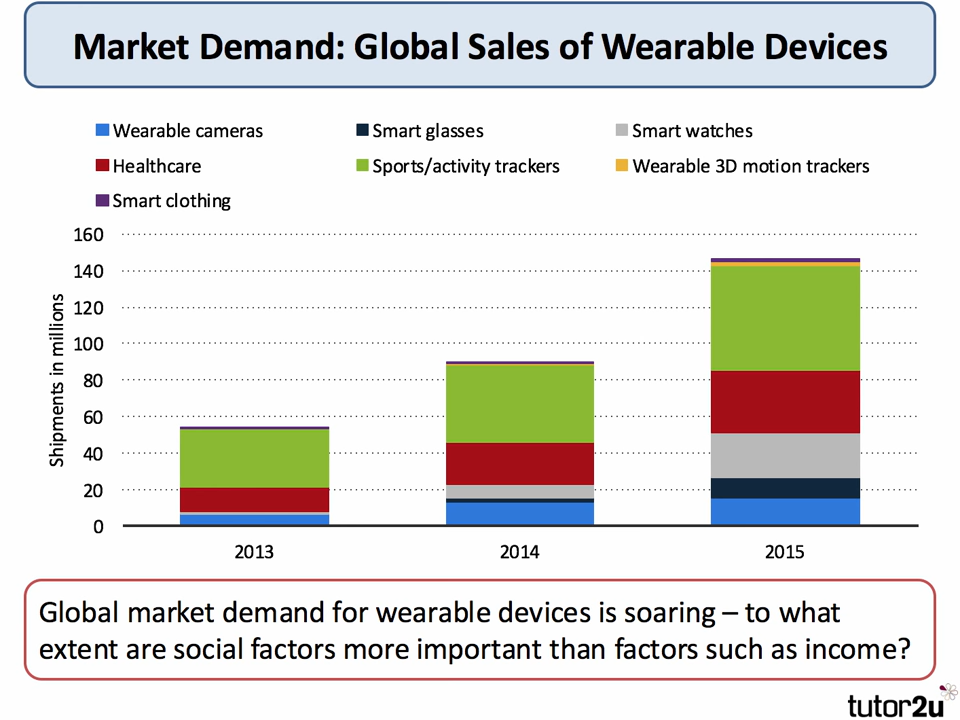 Market Demand: Global Sales of Wearable Devices
Wearable cameras
Smart glasses
Smart watches
Healthcare
Sports/activity trackers
Wearable 3D motion trackers
Smart clothing
Shipments in millions
160
140
120
100
80
60
40
20
0
2013
2014
2015
Global market demand for wearable devices is soaring – to what
extent are social factors more important than factors such as income?
tutor2u